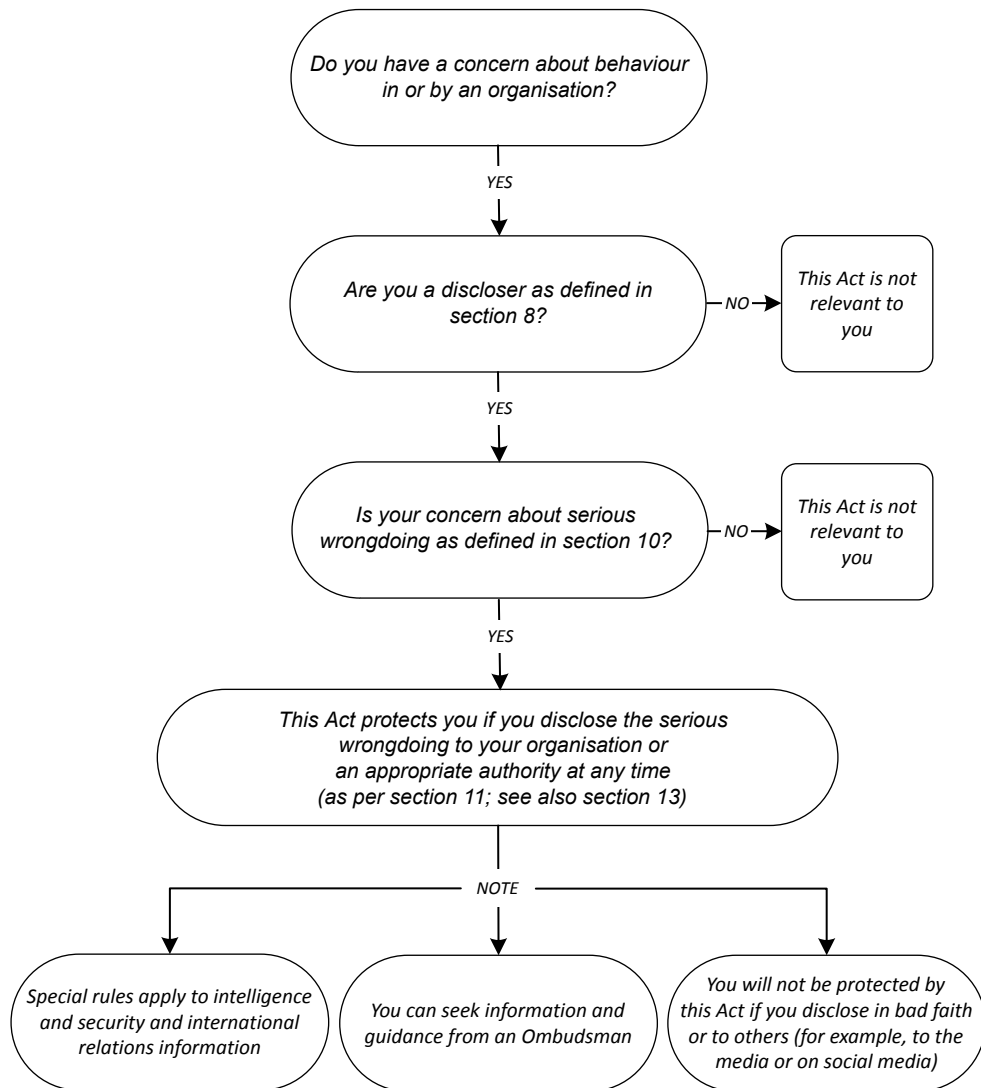 Do you have a concern about behaviour
in or by an organisation?
YES
Are you a discloser as defined in
section 8?
NO
This Act is not
relevant to
you
YES
Is your concern about serious
wrongdoing as defined in section 10?
NO
This Act is not
relevant to
you
YES
This Act protects you if you disclose the serious
wrongdoing to your organisation or
an appropriate authority at any time
(as per section 11; see also section 13)
NOTE
Special rules apply to intelligence
and security and international
relations information
You can seek information and
guidance from an Ombudsman
You will not be protected by
this Act if you disclose in bad faith
or to others (for example, to the
media or on social media)